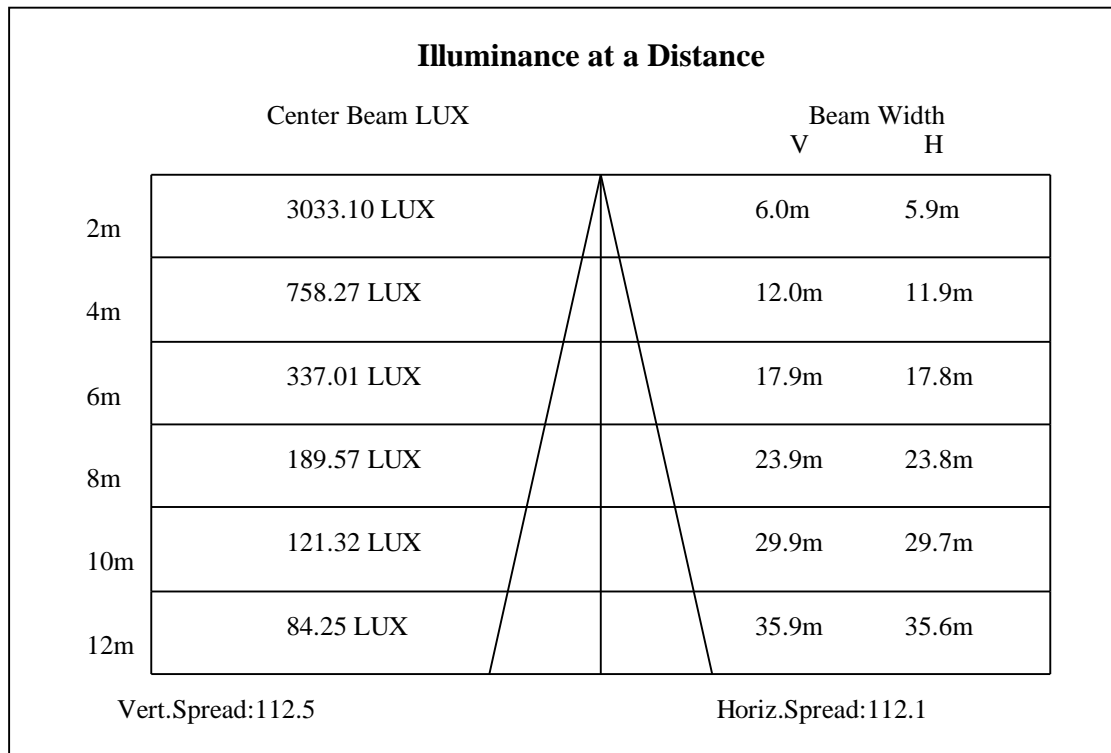 Illuminance at a Distance
Center Beam LUX Beam Width
V H
2m 3033.10 LUX 6.0m 5.9m
4m 758.27 LUX 12.0m 11.9m
6m 337.01 LUX 17.9m 17.8m
8m 189.57 LUX 23.9m 23.8m
10m 121.32 LUX 29.9m 29.7m
12m 84.25 LUX 35.9m 35.6m
Vert.Spread:112.5 Horiz.Spread:112.1